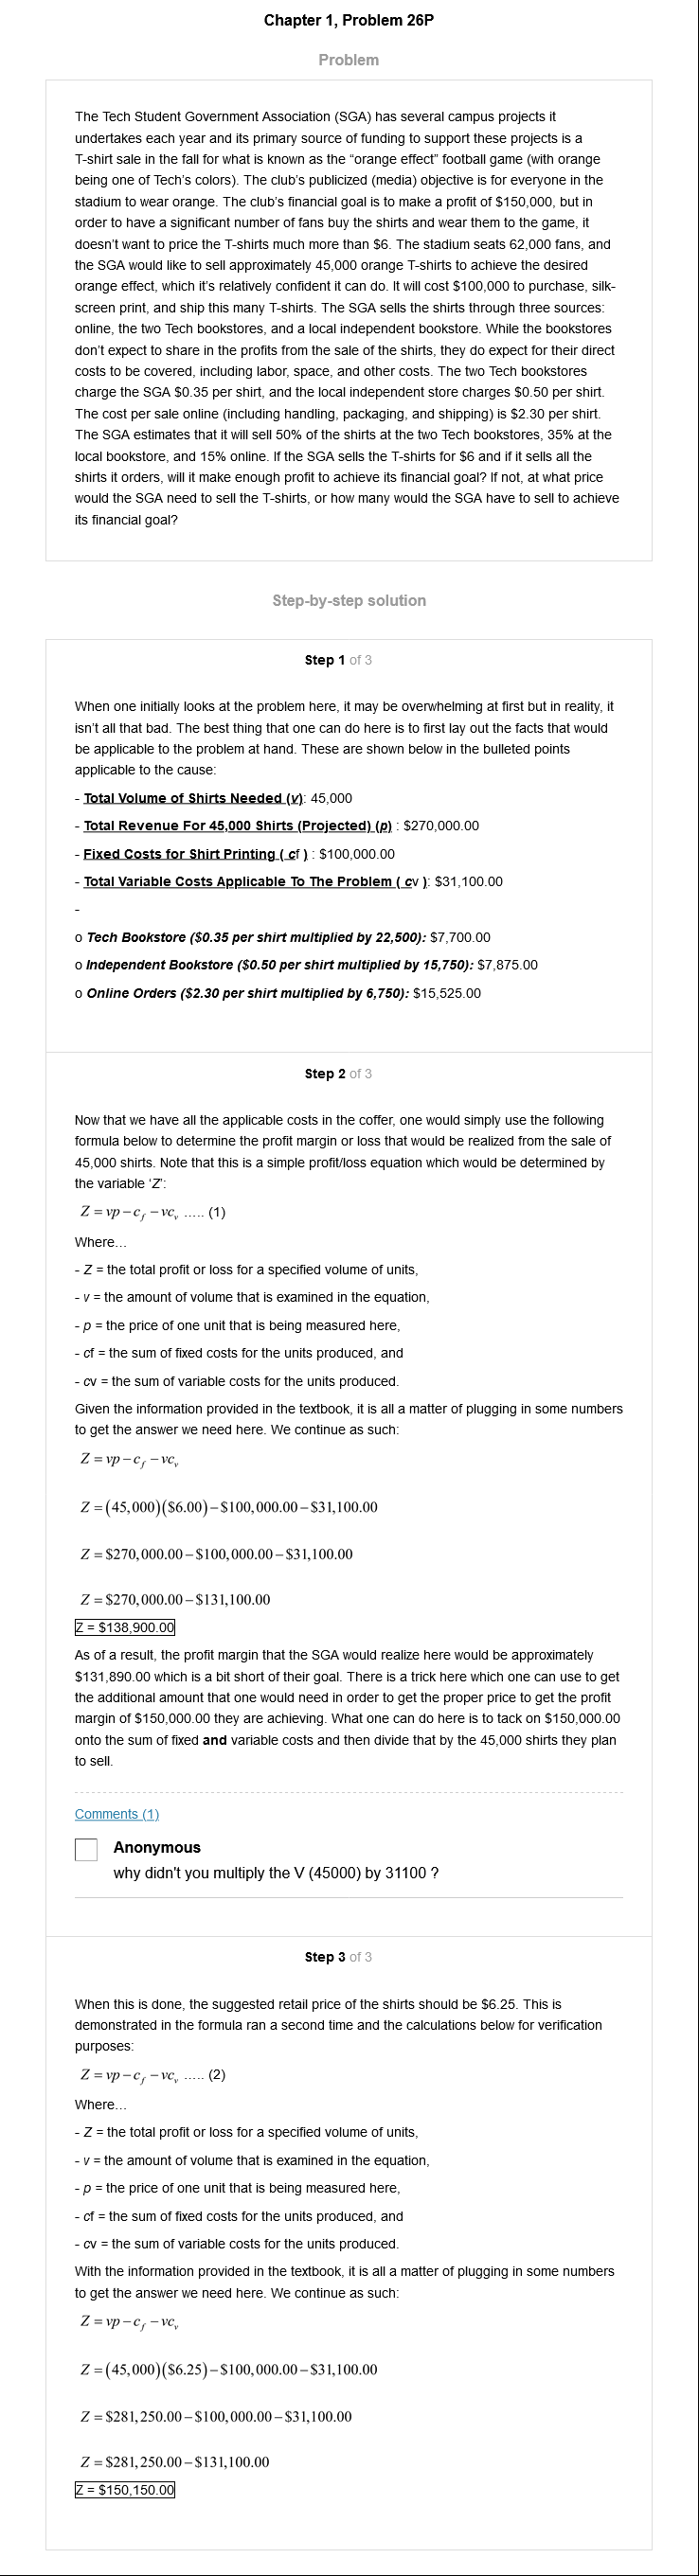 Chapter 1, Problem 26P
Problem
The Tech Student Government Association (SGA) has several campus projects it
undertakes each year and its primary source of funding to support these projects is a
T-shirt sale in the fall for what is known as the “orange effect” football game (with orange
being one of Tech's colors). The club's publicized (media) objective is for everyone in the
stadium to wear orange. The club's financial goal is to make a profit of $150,000, but in
order to have a significant number of fans buy the shirts and wear them to the game, it
doesn't want to price the T-shirts much more than $6. The stadium seats 62,000 fans, and
the SGA would like to sell approximately 45,000 orange T-shirts to achieve the desired
orange effect, which it's relatively confident it can do. It will cost $100,000 to purchase, silk-
screen print, and ship this many T-shirts. The SGA sells the shirts through three sources:
online, the two Tech bookstores, and a local independent bookstore. While the bookstores
don't expect to share in the profits from the sale of the shirts, they do expect for their direct
costs to be covered, including labor, space, and other costs. The two Tech bookstores
charge the SGA $0.35 per shirt, and the local independent store charges $0.50 per shirt.
The cost per sale online (including handling, packaging, and shipping) is $2.30 per shirt.
The SGA estimates that it will sell 50% of the shirts at the two Tech bookstores, 35% at the
local bookstore, and 15% online. If the SGA sells the T-shirts for $6 and if it sells all the
shirts it orders, will it make enough profit to achieve its financial goal? If not, at what price
would the SGA need to sell the T-shirts, or how many would the SGA have to sell to achieve
its financial goal?
Step-by-step solution
Step 1 of 3
When one initially looks at the problem here, it may be overwhelming at first but in reality, it
isn't all that bad. The best thing that one can do here is to first lay out the facts that would
be applicable to the problem at hand. These are shown below in the bulleted points
applicable to the cause:
- Total Volume of Shirts Needed (v): 45,000
- Total Revenue For 45,000 Shirts (Projected) (p) : $270,000.00
- Fixed Costs for Shirt Printing ( cf ) : $100,000.00
- Total Variable Costs Applicable To The Problem ( cv ): $31,100.00
-
o Tech Bookstore ($0.35 per shirt multiplied by 22,500): $7,700.00
o Independent Bookstore ($0.50 per shirt multiplied by 15,750): $7,875.00
o Online Orders ($2.30 per shirt multiplied by 6,750): $15,525.00
Step 2 of 3
Now that we have all the applicable costs in the coffer, one would simply use the following
formula below to determine the profit margin or loss that would be realized from the sale of
45,000 shirts. Note that this is a simple profit/loss equation which would be determined by
the variable 'Z':
Z = vp − c_f − vc_v ..... (1)
Where...
- Z = the total profit or loss for a specified volume of units,
- v = the amount of volume that is examined in the equation,
- p = the price of one unit that is being measured here,
- cf = the sum of fixed costs for the units produced, and
- cv = the sum of variable costs for the units produced.
Given the information provided in the textbook, it is all a matter of plugging in some numbers
to get the answer we need here. We continue as such:
Z = vp − c_f − vc_v
Z = (45,000)($6.00) − $100,000.00 − $31,100.00
Z = $270,000.00 − $100,000.00 − $31,100.00
Z = $270,000.00 − $131,100.00
Z = $138,900.00
As of a result, the profit margin that the SGA would realize here would be approximately
$131,890.00 which is a bit short of their goal. There is a trick here which one can use to get
the additional amount that one would need in order to get the proper price to get the profit
margin of $150,000.00 they are achieving. What one can do here is to tack on $150,000.00
onto the sum of fixed and variable costs and then divide that by the 45,000 shirts they plan
to sell.
Comments (1)
Anonymous
why didn't you multiply the V (45000) by 31100 ?
Step 3 of 3
When this is done, the suggested retail price of the shirts should be $6.25. This is
demonstrated in the formula ran a second time and the calculations below for verification
purposes:
Z = vp − c_f − vc_v ..... (2)
Where...
- Z = the total profit or loss for a specified volume of units,
- v = the amount of volume that is examined in the equation,
- p = the price of one unit that is being measured here,
- cf = the sum of fixed costs for the units produced, and
- cv = the sum of variable costs for the units produced.
With the information provided in the textbook, it is all a matter of plugging in some numbers
to get the answer we need here. We continue as such:
Z = vp − c_f − vc_v
Z = (45,000)($6.25) − $100,000.00 − $31,100.00
Z = $281,250.00 − $100,000.00 − $31,100.00
Z = $281,250.00 − $131,100.00
Z = $150,150.00